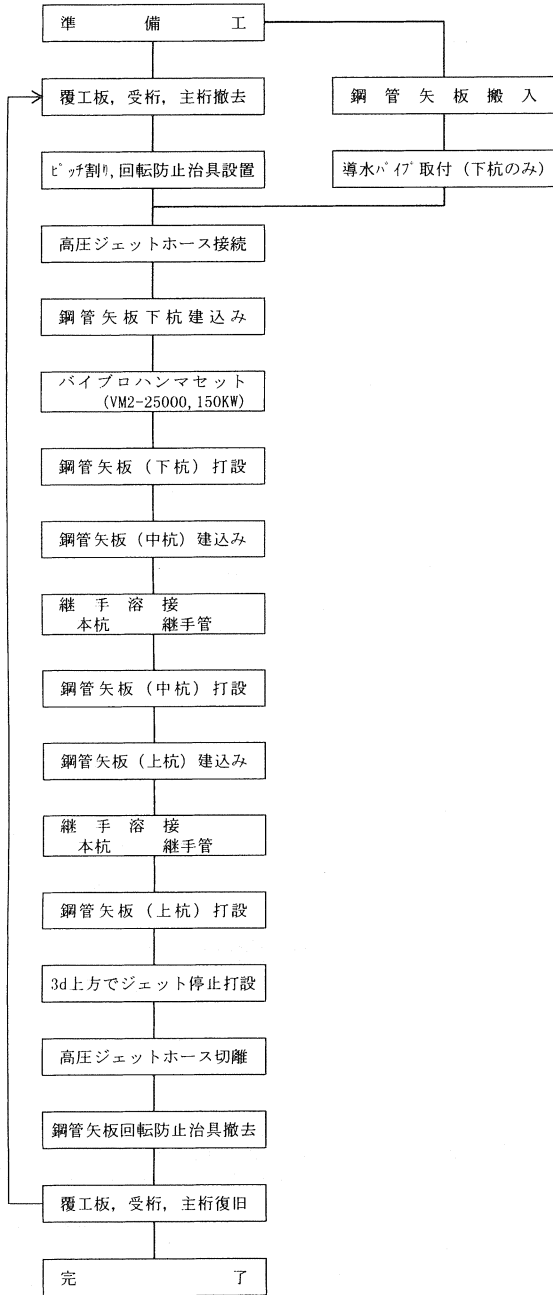 準備工
覆工板，受桁，主桁撤去
鋼管矢板搬入
ﾋﾟｯﾁ割り,回転防止治具設置
導水ﾊﾟｲﾌﾟ取付（下杭のみ）
高圧ジェットホース接続
鋼管矢板下杭建込み
バイブロハンマセット
(VM2-25000,150KW)
鋼管矢板（下杭）打設
鋼管矢板（中杭）建込み
継手溶接
本杭　継手管
鋼管矢板（中杭）打設
鋼管矢板（上杭）建込み
継手溶接
本杭　継手管
鋼管矢板（上杭）打設
3d上方でジェット停止打設
高圧ジェットホース切離
鋼管矢板回転防止治具撤去
覆工板，受桁，主桁復旧
完了